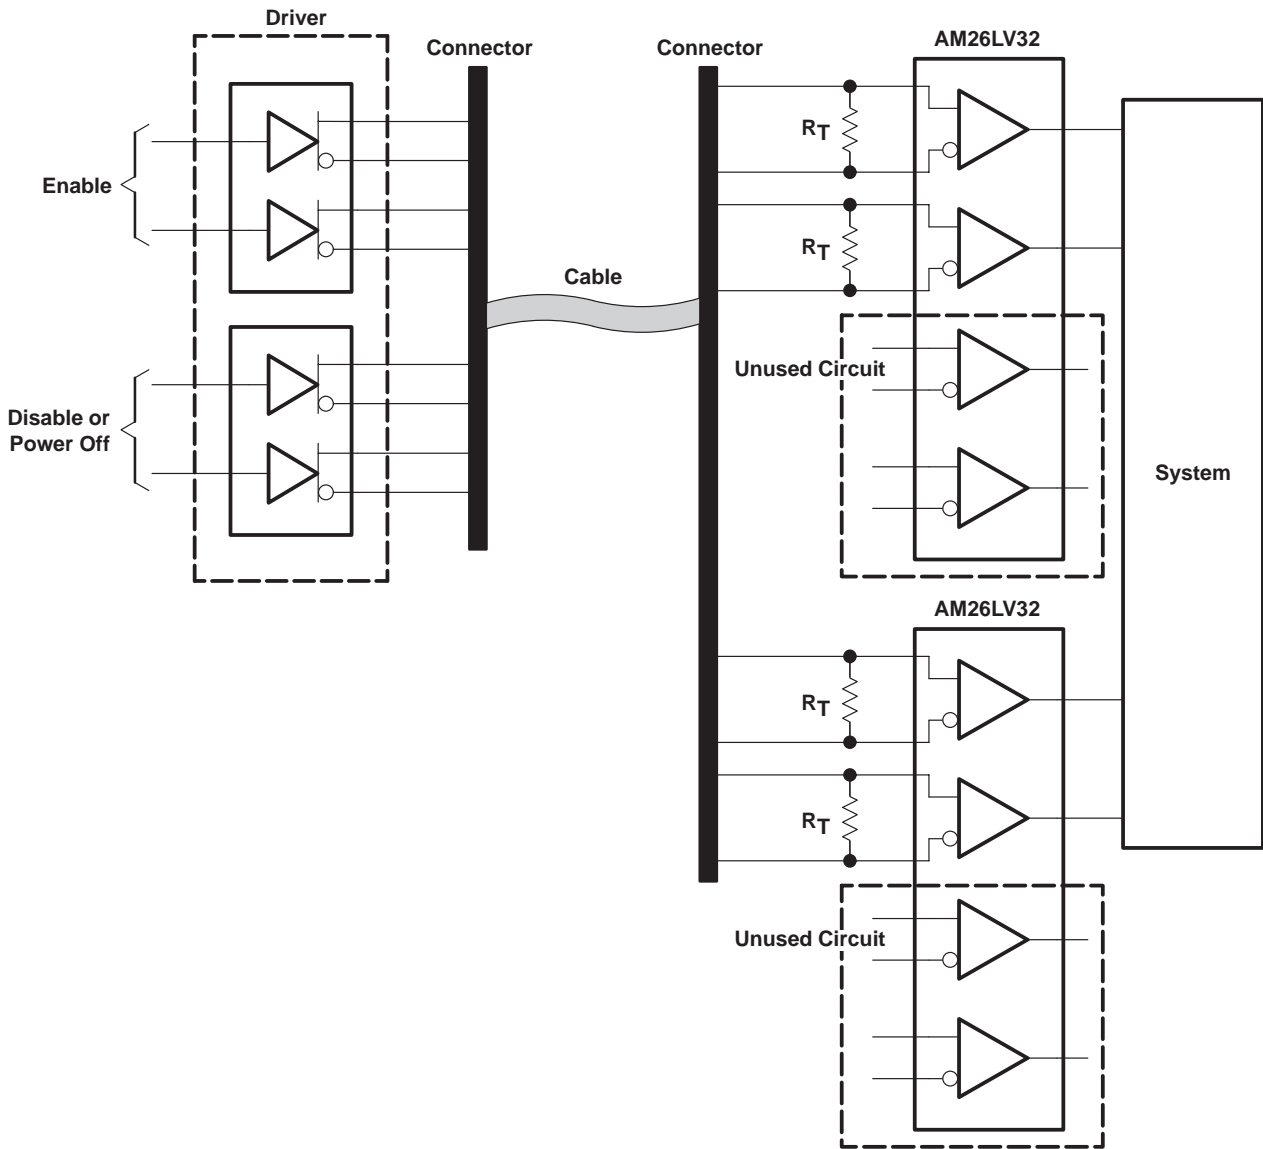 Driver
Connector
Connector
AM26LV32
RT
Enable
RT
Cable
Unused Circuit
Disable or
Power Off
System
AM26LV32
RT
RT
Unused Circuit